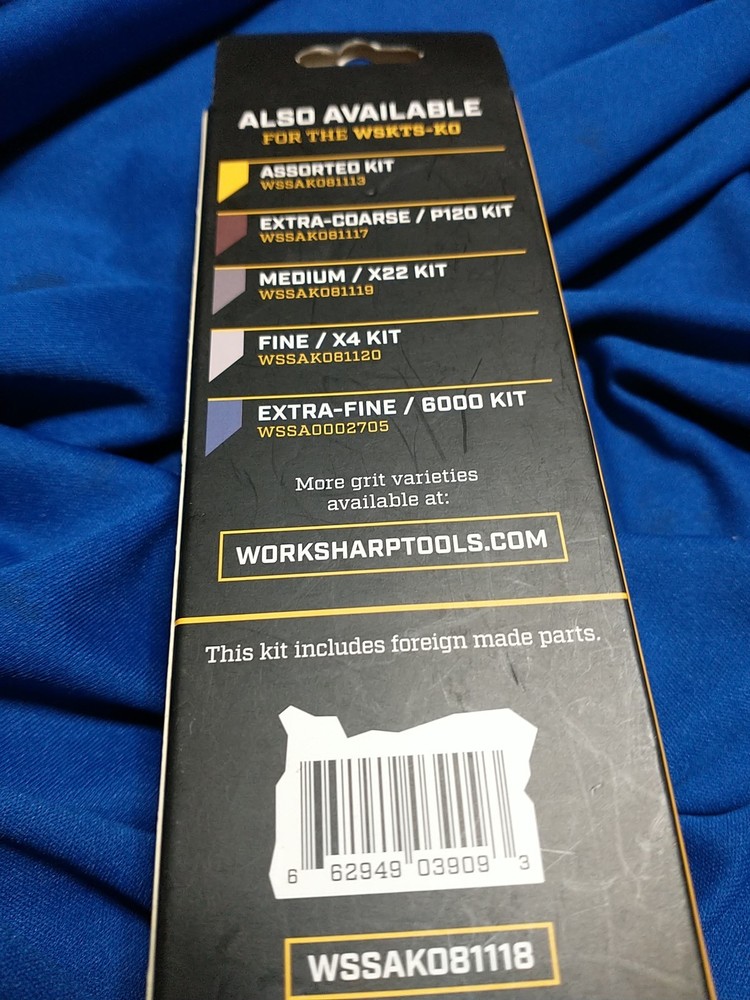 ALSO AVAILABLE
FOR THE WSKTS-KO
ASSORTED KIT
WSSAK081113
EXTRA-COARSE / P120 KIT
WSSAK081117
MEDIUM / X22 KIT
WSSAK081119
FINE / X4 KIT
WSSAK081120
EXTRA-FINE / 6000 KIT
WSSA0002705
More grit varieties
available at:
WORKSHARPTOOLS.COM
This kit includes foreign made parts.
6 62949 03909 3
WSSAK081118